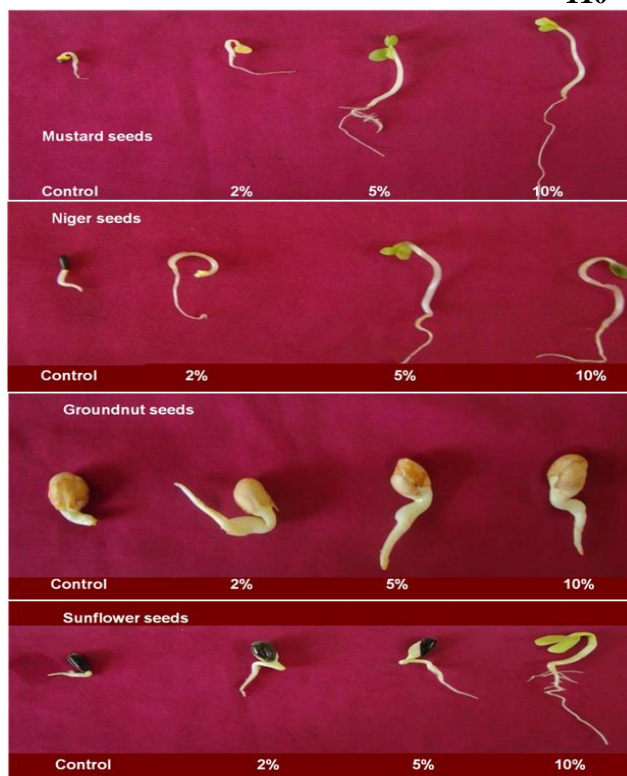 Mustard seeds
Control 2% 5% 10%
Niger seeds
Control 2% 5% 10%
Groundnut seeds
Control 2% 5% 10%
Sunflower seeds
Control 2% 5% 10%